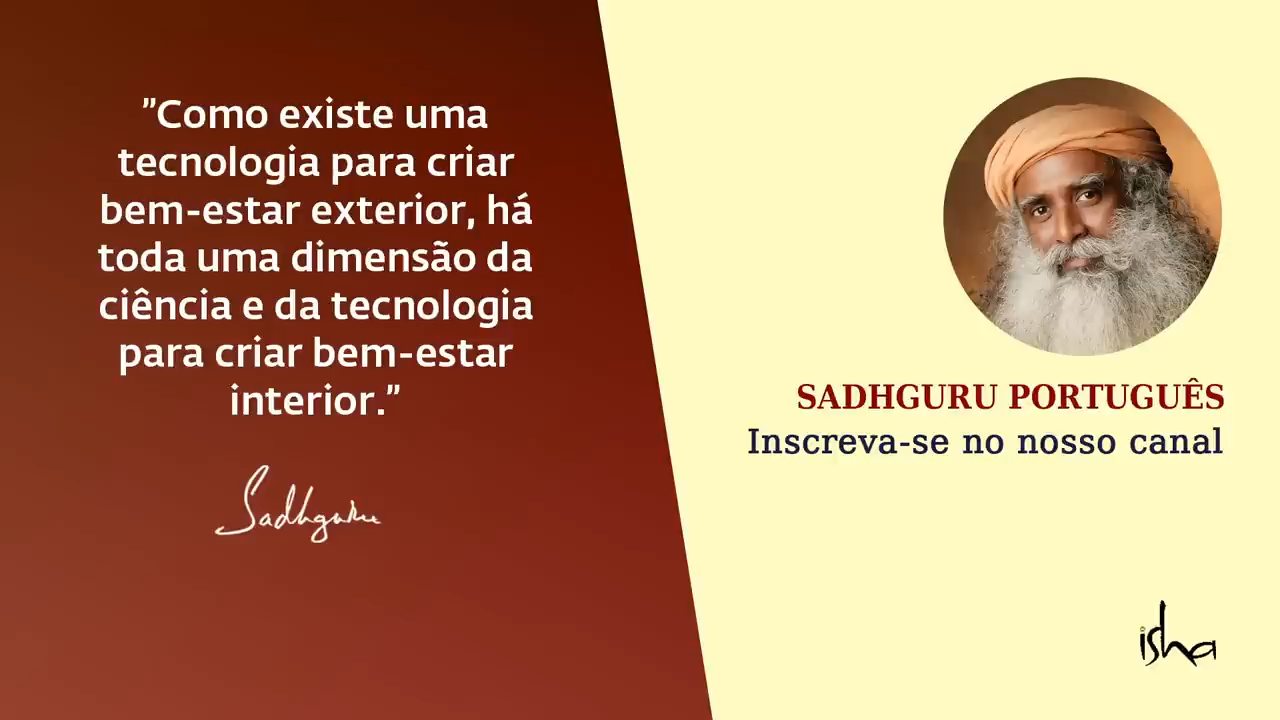 ”Como existe uma
tecnologia para criar
bem-estar exterior, há
toda uma dimensão da
ciência e da tecnologia
para criar bem-estar
interior.”
Sadhguru
SADHGURU PORTUGUÊS
Inscreva-se no nosso canal
isha